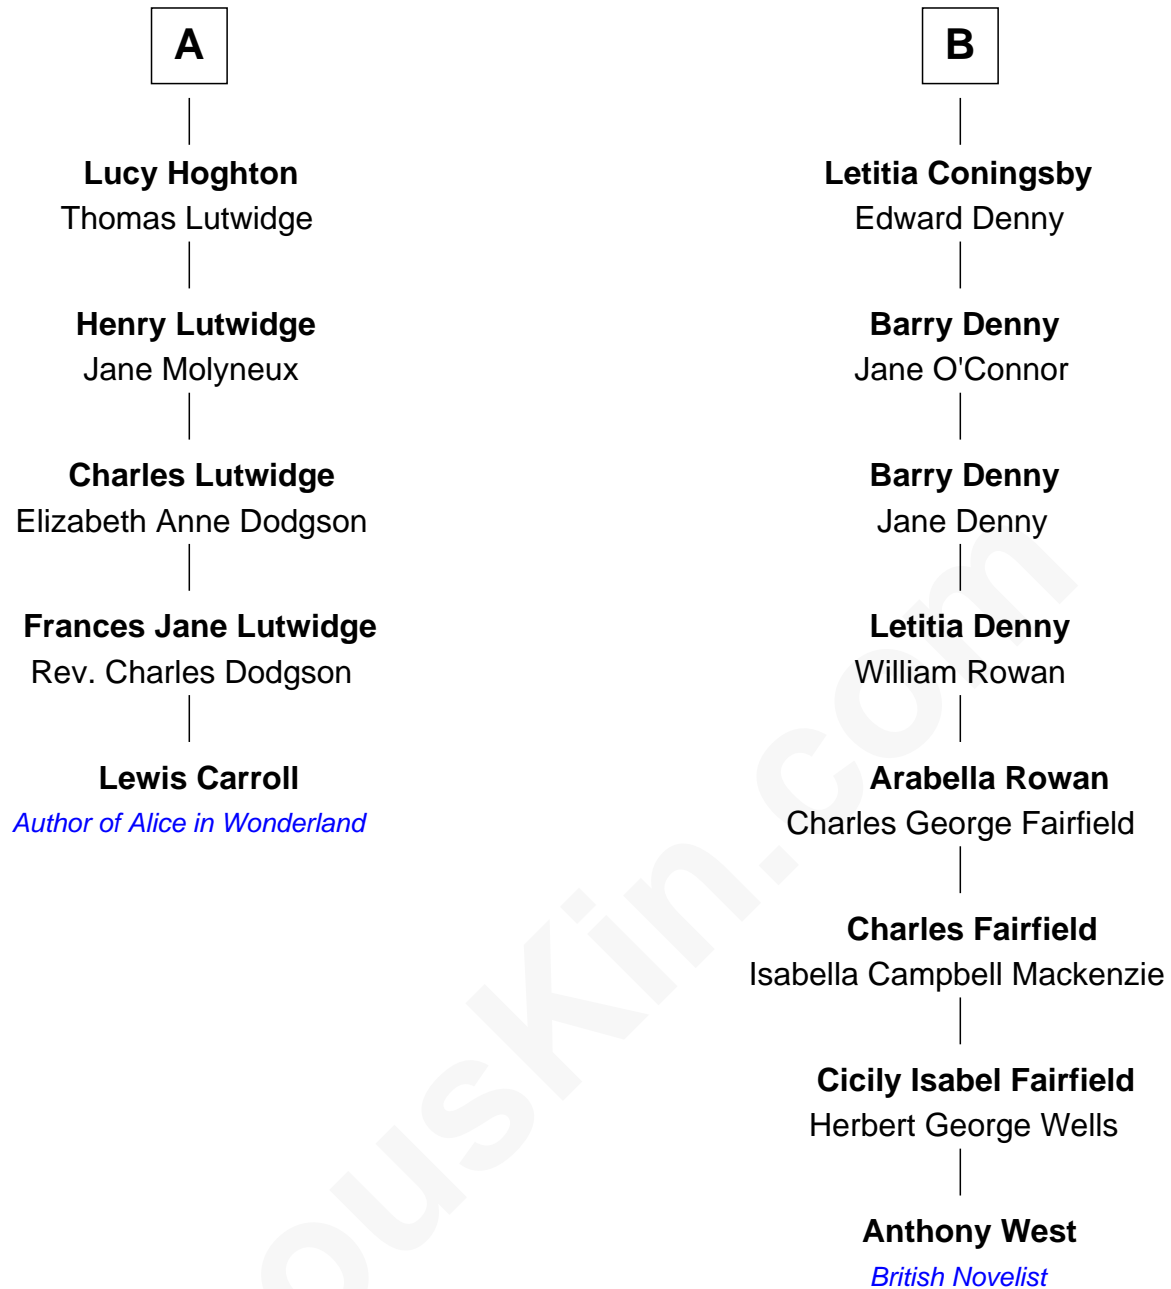 A
Lucy Hoghton
Thomas Lutwidge
Henry Lutwidge
Jane Molyneux
Charles Lutwidge
Elizabeth Anne Dodgson
Frances Jane Lutwidge
Rev. Charles Dodgson
Lewis Carroll
Author of Alice in Wonderland
B
Letitia Coningsby
Edward Denny
Barry Denny
Jane O'Connor
Barry Denny
Jane Denny
Letitia Denny
William Rowan
Arabella Rowan
Charles George Fairfield
Charles Fairfield
Isabella Campbell Mackenzie
Cicily Isabel Fairfield
Herbert George Wells
Anthony West
British Novelist
ousKin.com